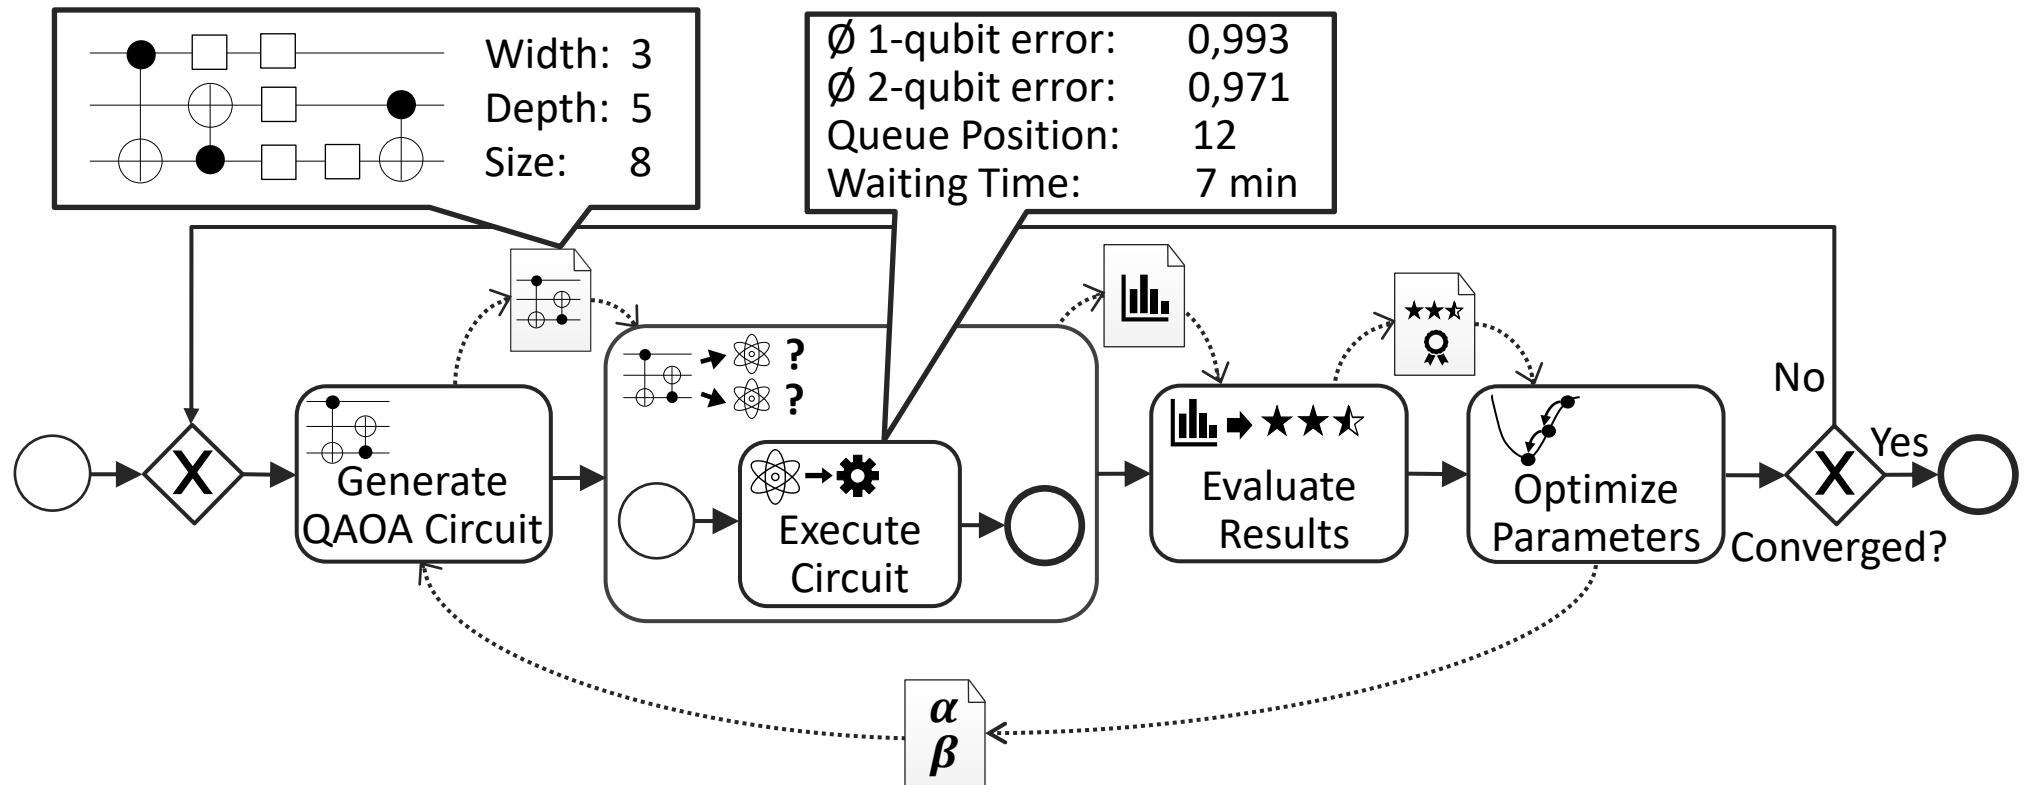 Width: 3
Depth: 5
Size: 8
Ø 1-qubit error: 0,993
Ø 2-qubit error: 0,971
Queue Position: 12
Waiting Time: 7 min
?
?
No
Yes
X
Generate
QAOA Circuit
Execute
Circuit
Evaluate
Results
Optimize
Parameters
X
Converged?
α
β